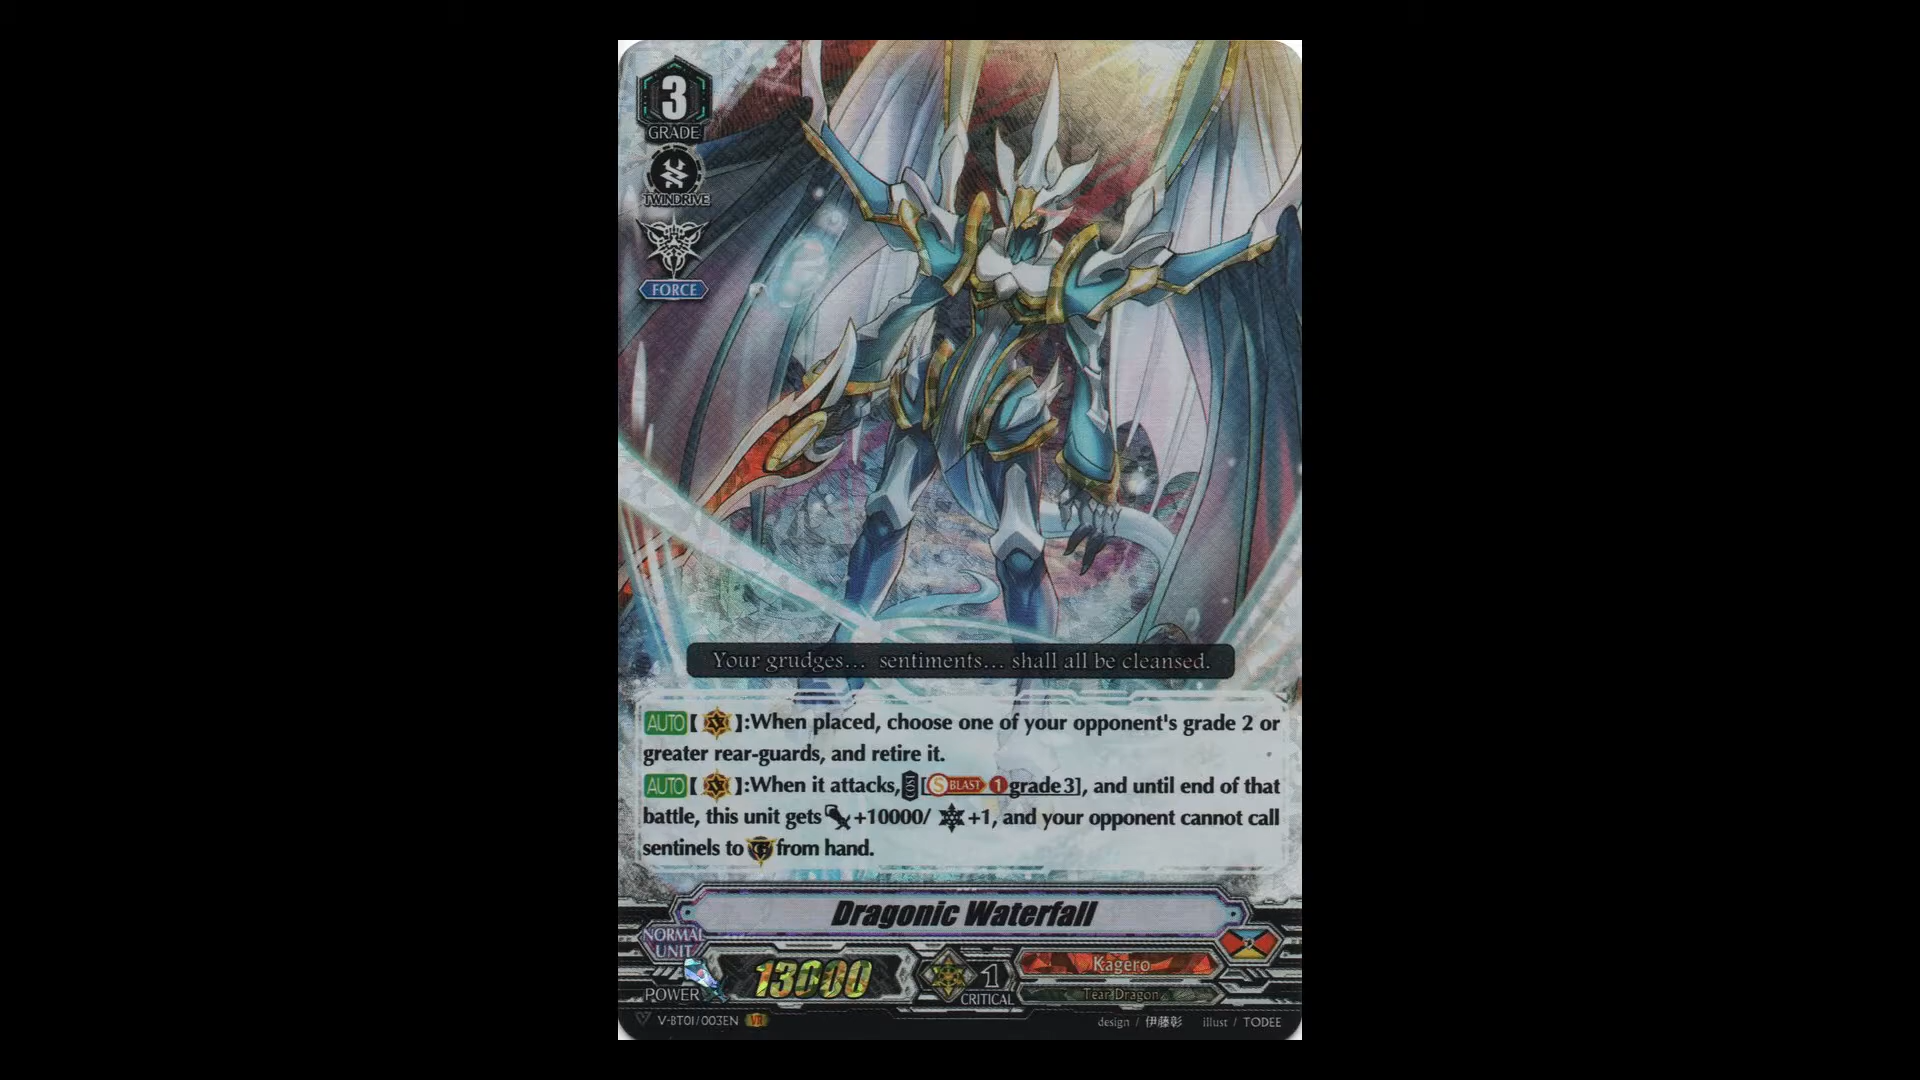 3
GRADE
TWINDRIVE
FORCE
Your grudges... sentiments... shall all be cleansed.
AUTO【 V 】:When placed, choose one of your opponent's grade 2 or
greater rear-guards, and retire it.
AUTO【 V 】:When it attacks, COST [S BLAST 1 grade 3], and until end of that
battle, this unit gets +10000/ +1, and your opponent cannot call
sentinels to G from hand.
Dragonic Waterfall
NORMAL
UNIT
POWER 13000
1
CRITICAL
Kagero
Tear Dragon
V-BT01/003EN VR
design / 伊藤彰 illust / TODEE